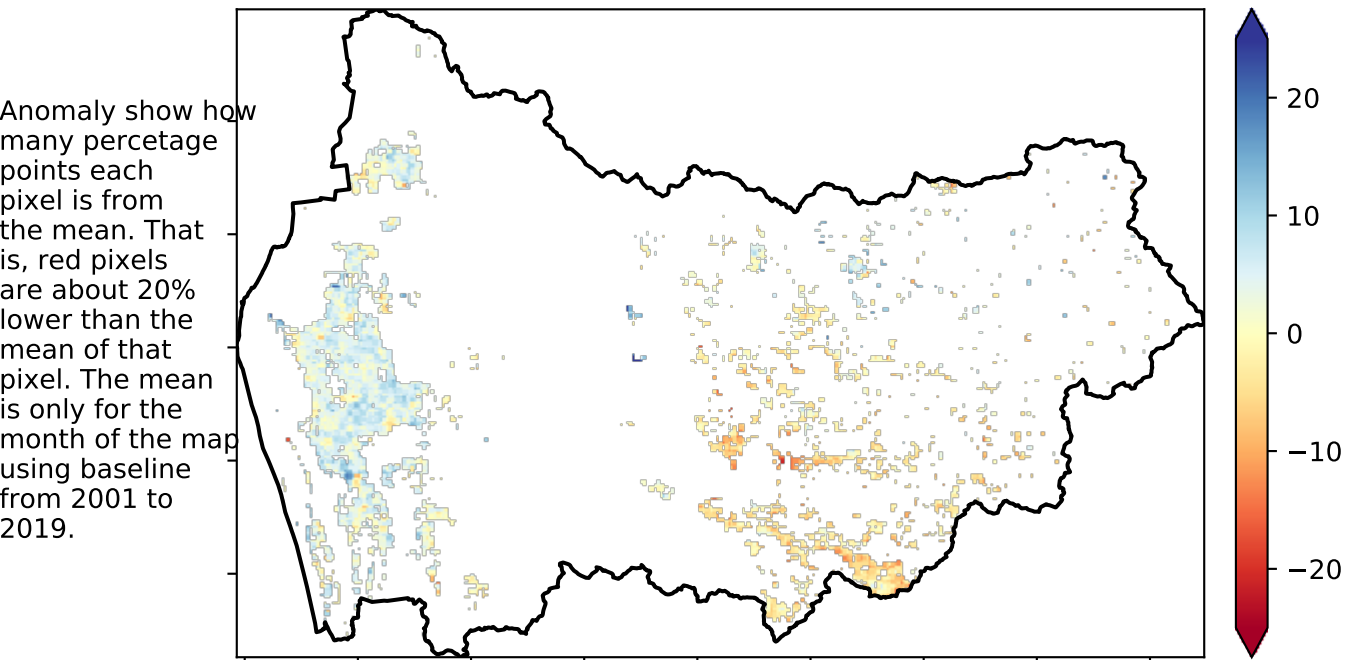 Anomaly show how
many percetage
points each
pixel is from
the mean. That
is, red pixels
are about 20%
lower than the
mean of that
pixel. The mean
is only for the
month of the map
using baseline
from 2001 to
2019.
20
10
0
−10
−20